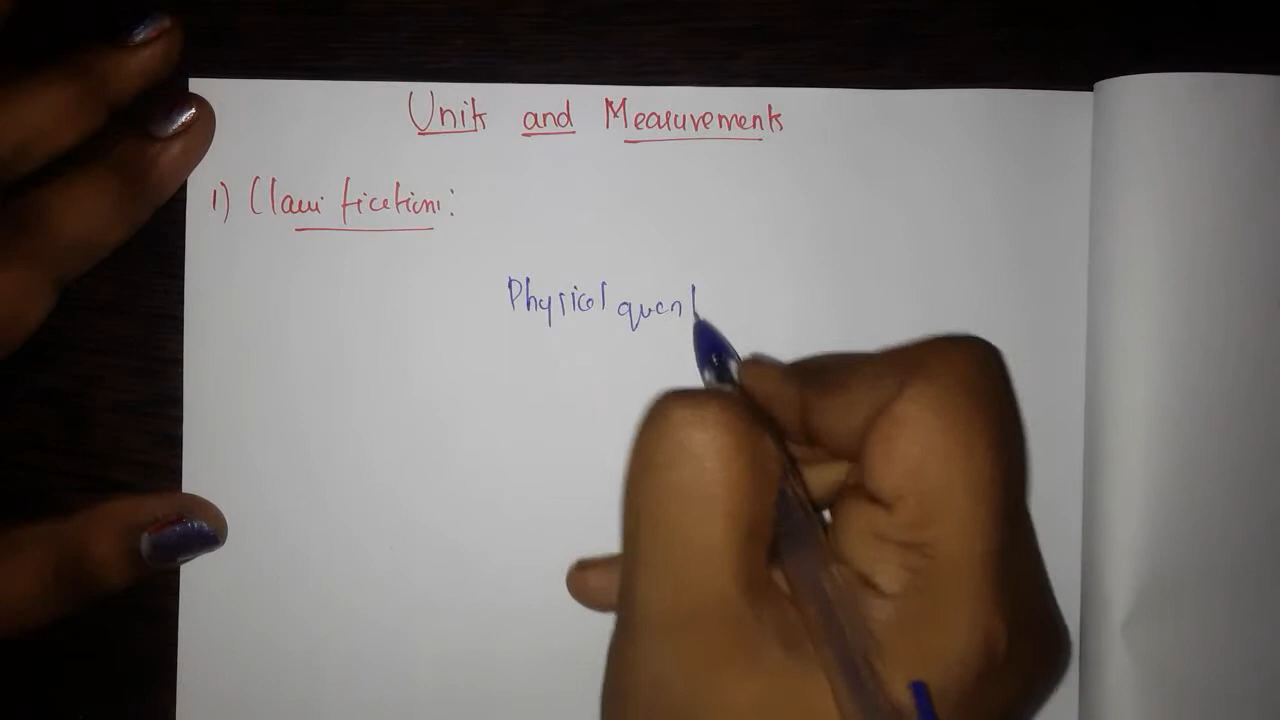 Units and Measurements
1) Classification:
Physical quant